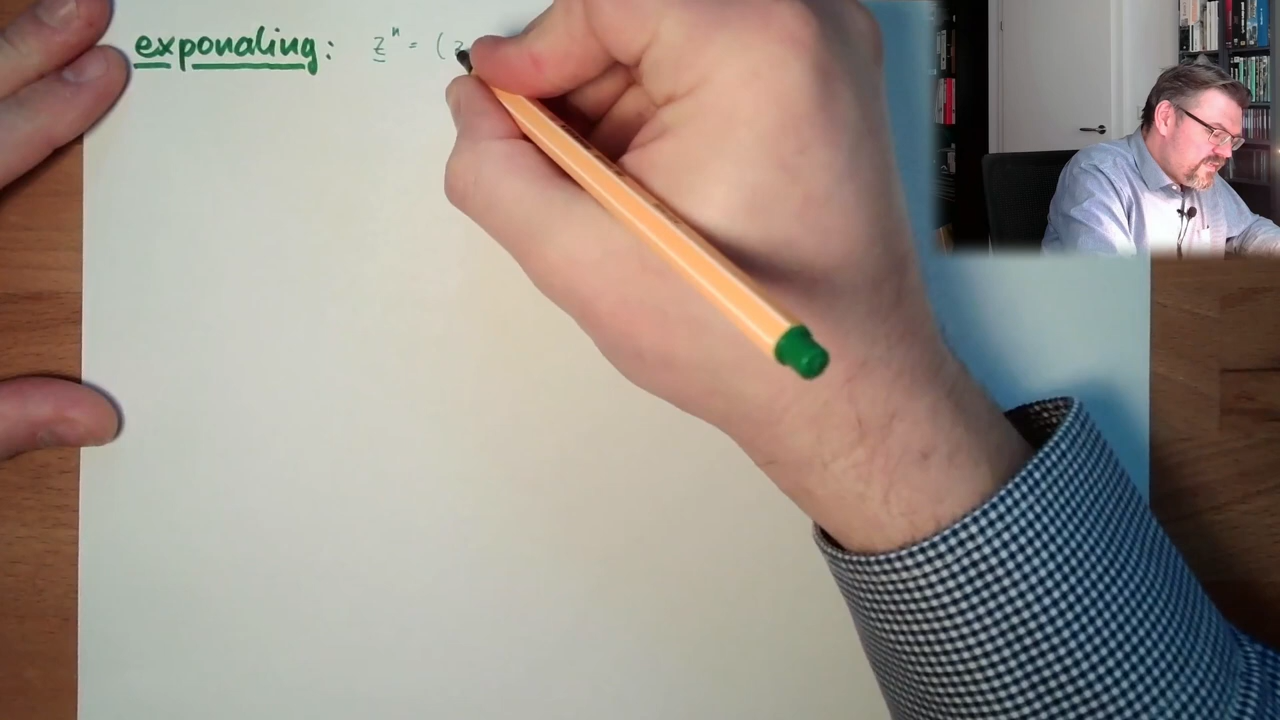 exponaling: z^n = (z